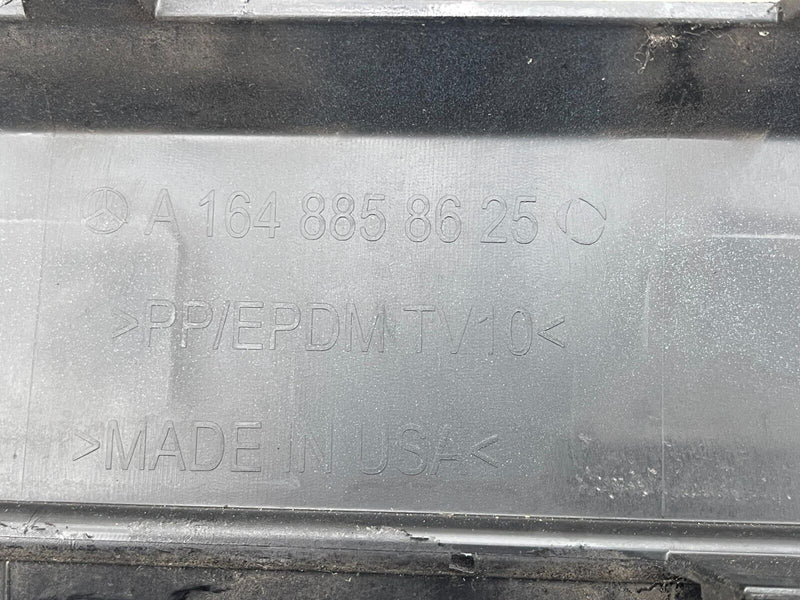 A 164 885 86 25
>PP/EPDM TV10<
>MADE IN USA<